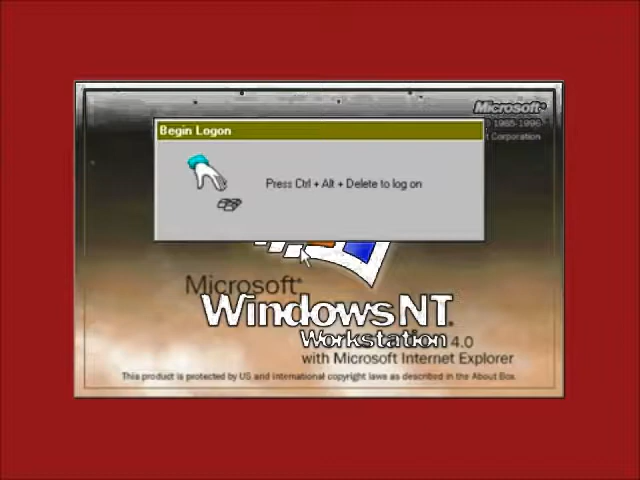 Microsoft®
1985-1996
t Corporation
Begin Logon
Press Ctrl + Alt + Delete to log on
Microsoft®
Windows NT®
Workstation 4.0
with Microsoft Internet Explorer
This product is protected by US and international copyright laws as described in the About Box.